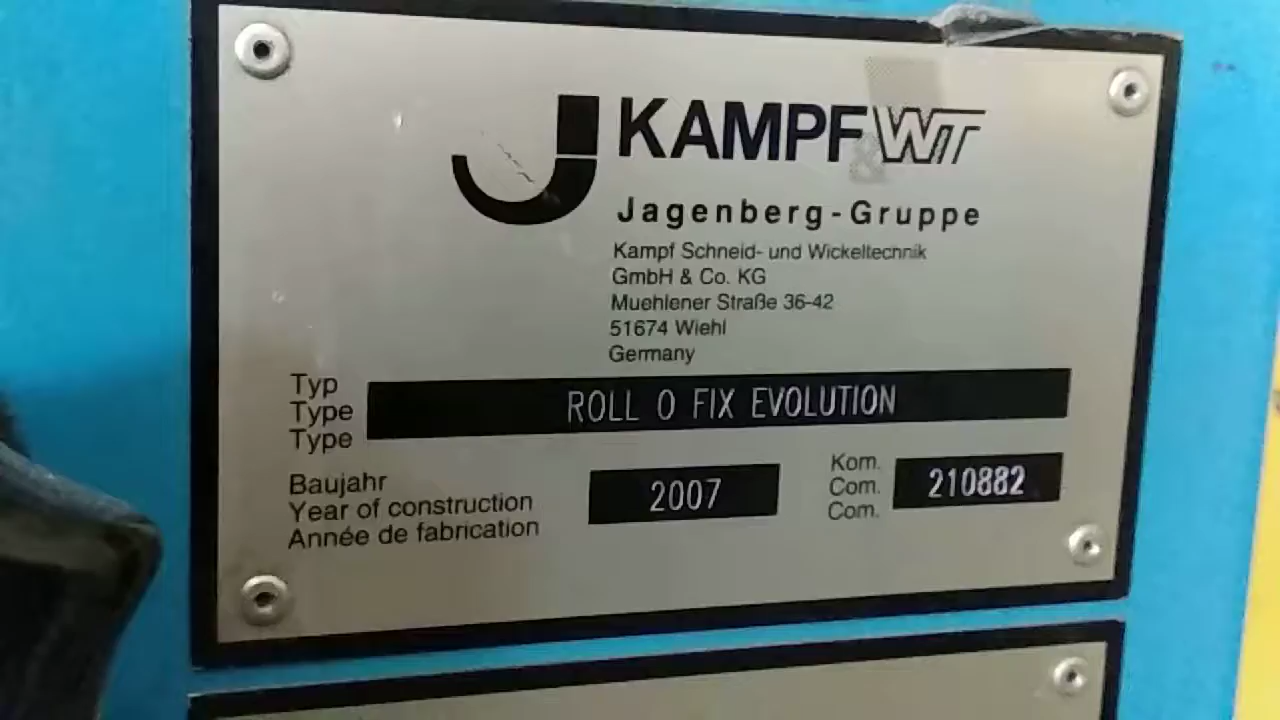 KAMPF WT
Jagenberg-Gruppe
Kampf Schneid- und Wickeltechnik
GmbH & Co. KG
Muehlener Straße 36-42
51674 Wiehl
Germany
Typ
Type
Type
ROLL O FIX EVOLUTION
Baujahr
Year of construction
Année de fabrication
2007
Kom.
Com.
Com.
210882